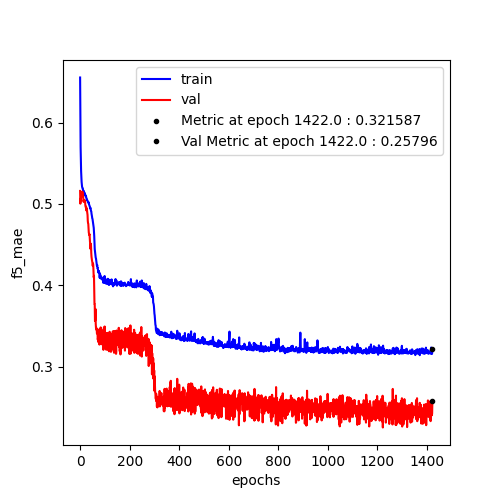 train
val
Metric at epoch 1422.0 : 0.321587
Val Metric at epoch 1422.0 : 0.25796
0.6
0.5
0.4
0.3
f5_mae
0 200 400 600 800 1000 1200 1400
epochs